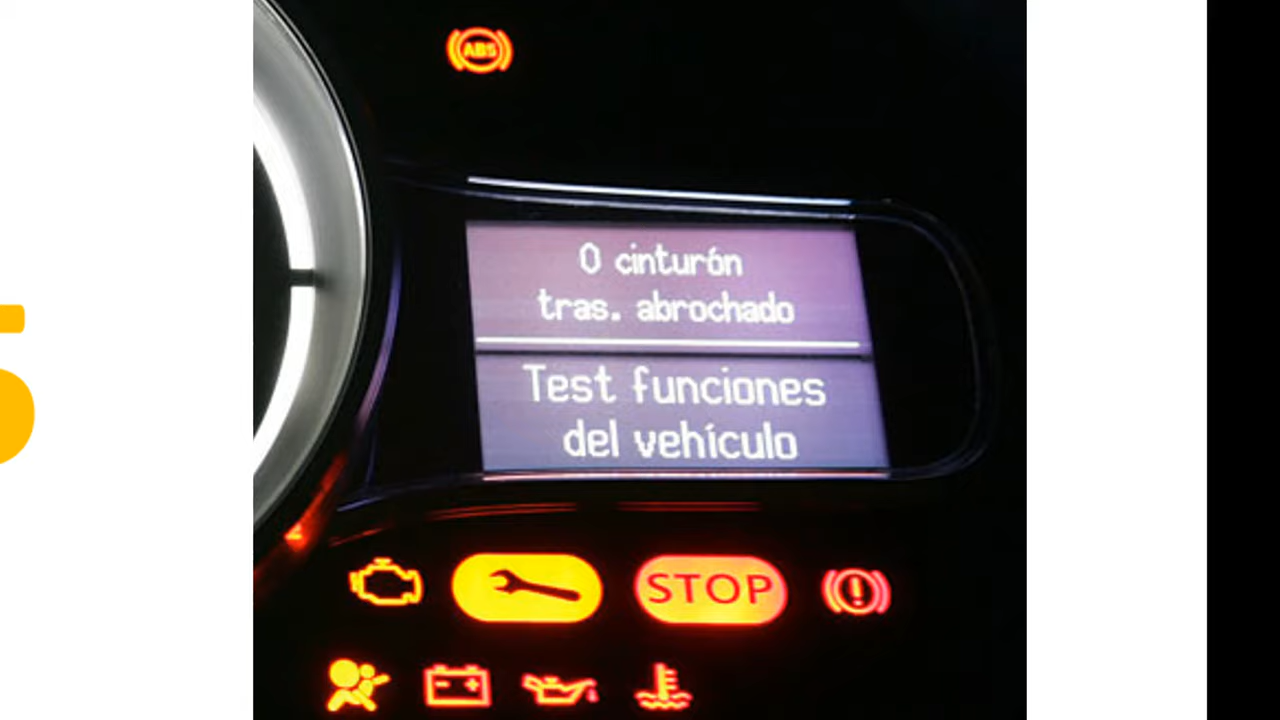 ABS
0 cinturón
tras. abrochado
Test funciones
del vehículo
STOP